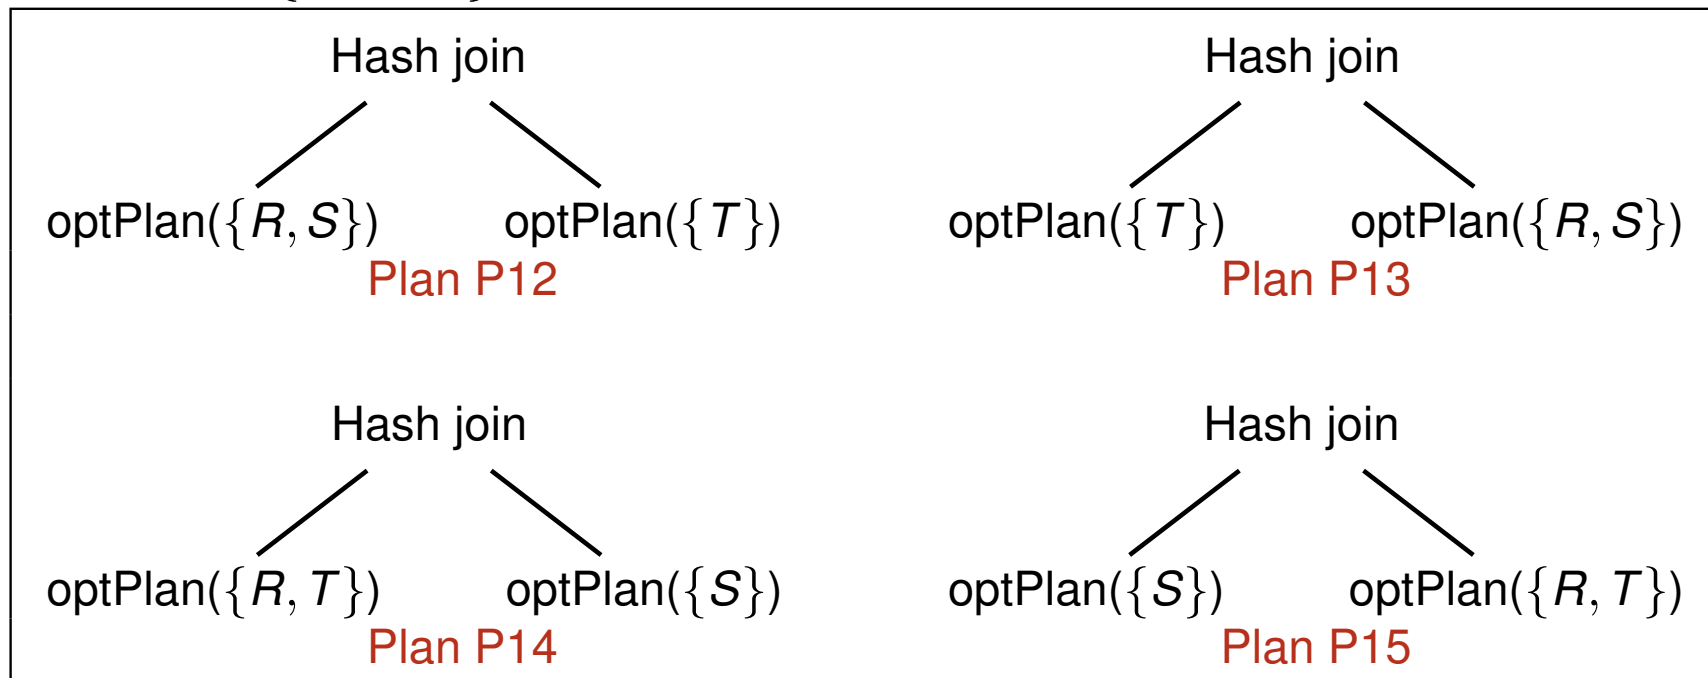 Hash join
optPlan({R, S}) optPlan({T})
Plan P12
Hash join
optPlan({T}) optPlan({R, S})
Plan P13
Hash join
optPlan({R, T}) optPlan({S})
Plan P14
Hash join
optPlan({S}) optPlan({R, T})
Plan P15